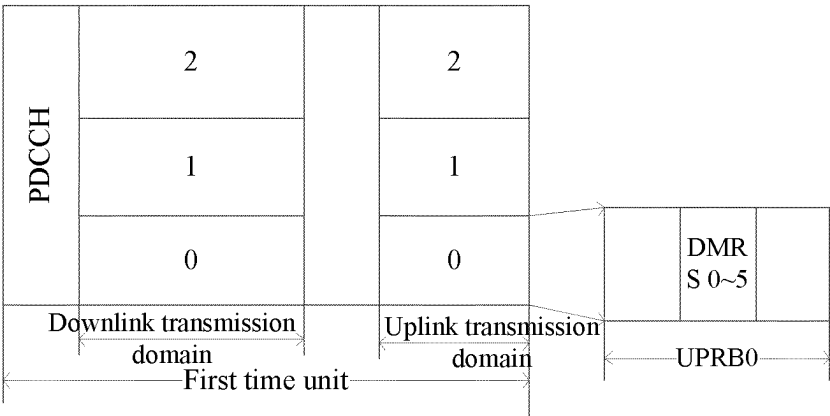 PDCCH
2
2
1
1
0
0
DMR
S 0~5
Downlink transmission
domain
Uplink transmission
domain
UPRB0
First time unit